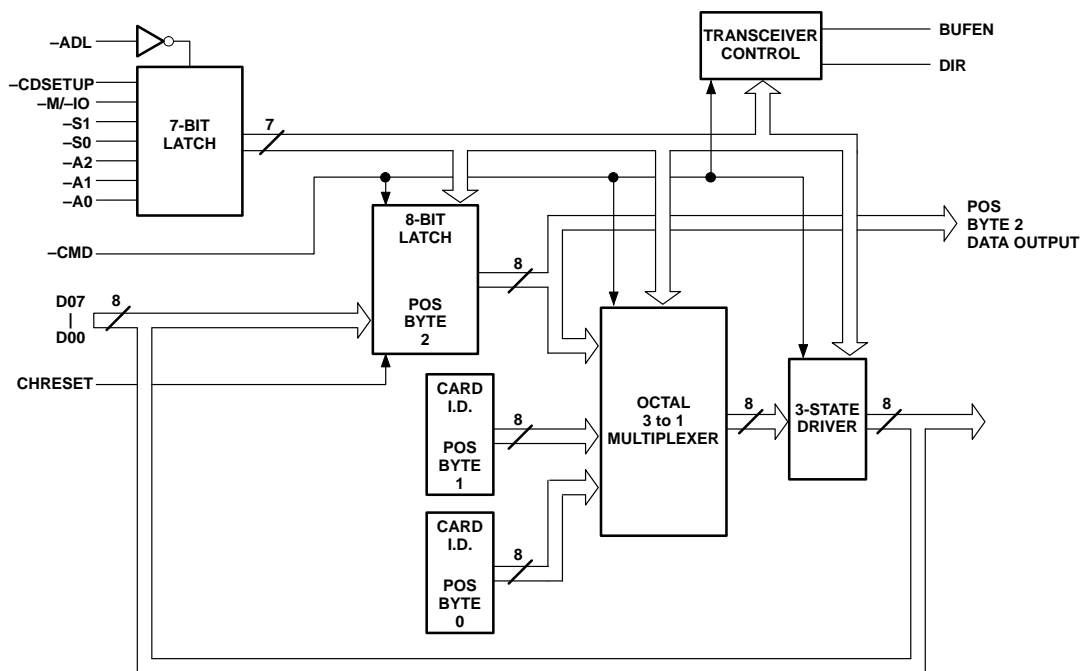 –ADL
–CDSETUP
–M/–IO
–S1
–S0
–A2
–A1
–A0
7-BIT
LATCH
7
TRANSCEIVER
CONTROL
BUFEN
DIR
–CMD
8-BIT
LATCH
POS
BYTE
2
8
POS
BYTE 2
DATA OUTPUT
D07
|
D00
8
CHRESET
CARD
I.D.
POS
BYTE
1
8
CARD
I.D.
POS
BYTE
0
8
OCTAL
3 to 1
MULTIPLEXER
8
3-STATE
DRIVER
8